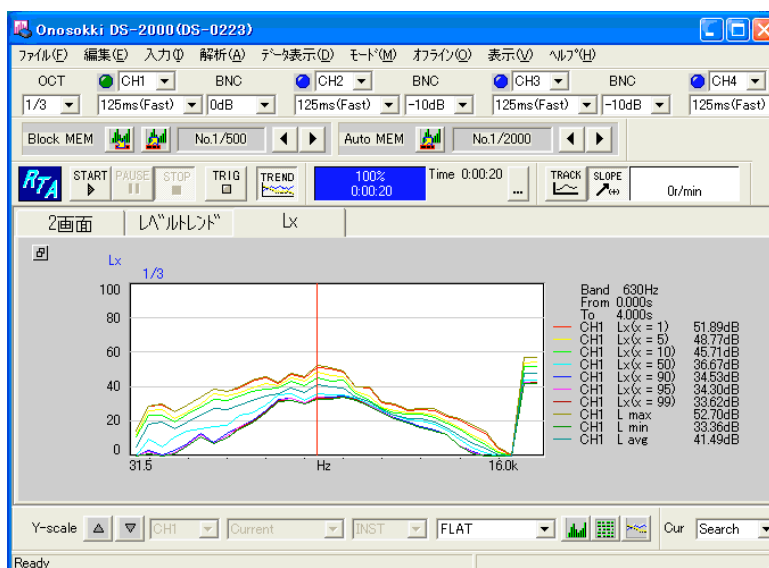 Onosokki DS-2000(DS-0223)
ファイル(F) 編集(E) 入力(I) 解析(A) データ表示(D) モード(M) オフライン(O) 表示(V) ヘルプ(H)
OCT CH1 BNC CH2 BNC CH3 BNC CH4
1/3 125ms(Fast) 0dB 125ms(Fast) -10dB 125ms(Fast) -10dB 125ms(Fast)
Block MEM No.1/500 Auto MEM No.1/2000
RTA START PAUSE STOP TRIG TREND 100% 0:00:20 Time 0:00:20 ... TRACK SLOPE (+) 0r/min
2画面 レベルトレンド Lx
Lx
1/3
100
80
60
40
20
0
31.5 Hz 16.0k
Band 630Hz
From 0.000s
To 4.000s
CH1 Lx(x = 1) 51.89dB
CH1 Lx(x = 5) 48.77dB
CH1 Lx(x = 10) 45.71dB
CH1 Lx(x = 50) 36.67dB
CH1 Lx(x = 90) 34.53dB
CH1 Lx(x = 95) 34.30dB
CH1 Lx(x = 99) 33.62dB
CH1 L max 52.70dB
CH1 L min 33.36dB
CH1 L avg 41.49dB
Y-scale CH1 Current INST FLAT Cur Search
Ready